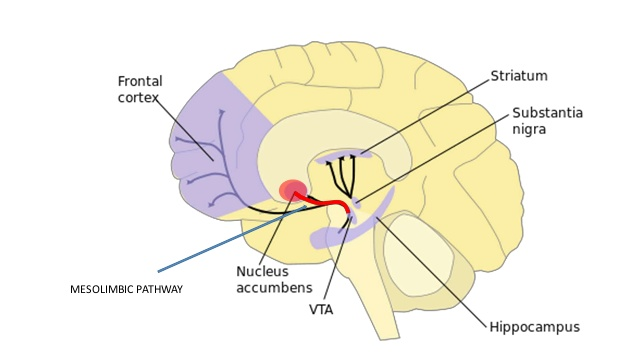 Frontal
cortex
Striatum
Substantia
nigra
MESOLIMBIC PATHWAY
Nucleus
accumbens
VTA
Hippocampus